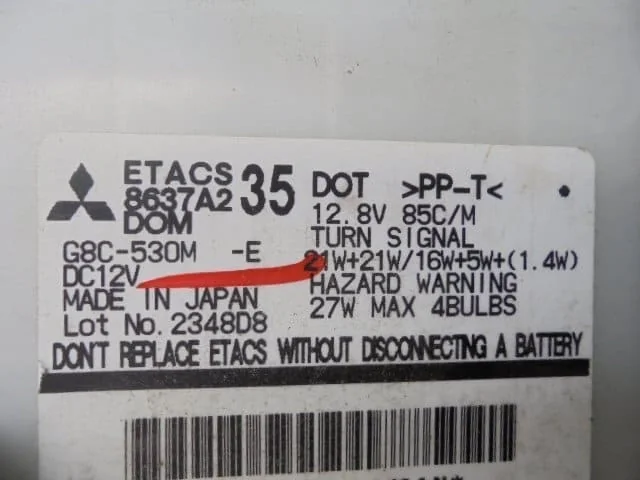 ETACS
8637A2 35
DOM
G8C-530M -E
DC12V
MADE IN JAPAN
Lot No. 2348D8
DOT >PP-T<
12.8V 85C/M
TURN SIGNAL
21W+21W/16W+5W+(1.4W)
HAZARD WARNING
27W MAX 4BULBS
DON'T REPLACE ETACS WITHOUT DISCONNECTING A BATTERY